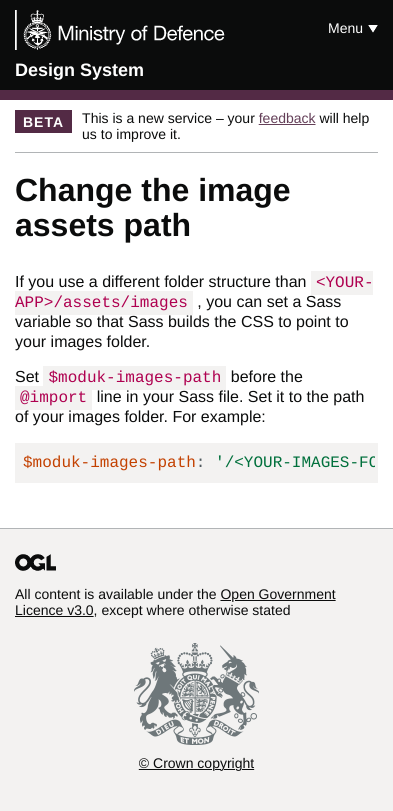 Ministry of Defence
Menu ▼
Design System
BETA
This is a new service – your feedback will help
us to improve it.
Change the image
assets path
If you use a different folder structure than <YOUR-
APP>/assets/images , you can set a Sass
variable so that Sass builds the CSS to point to
your images folder.
Set $moduk-images-path before the
@import line in your Sass file. Set it to the path
of your images folder. For example:
$moduk-images-path: '/<YOUR-IMAGES-FO
OGL
All content is available under the Open Government
Licence v3.0, except where otherwise stated
DIEU ET MON DROIT
© Crown copyright